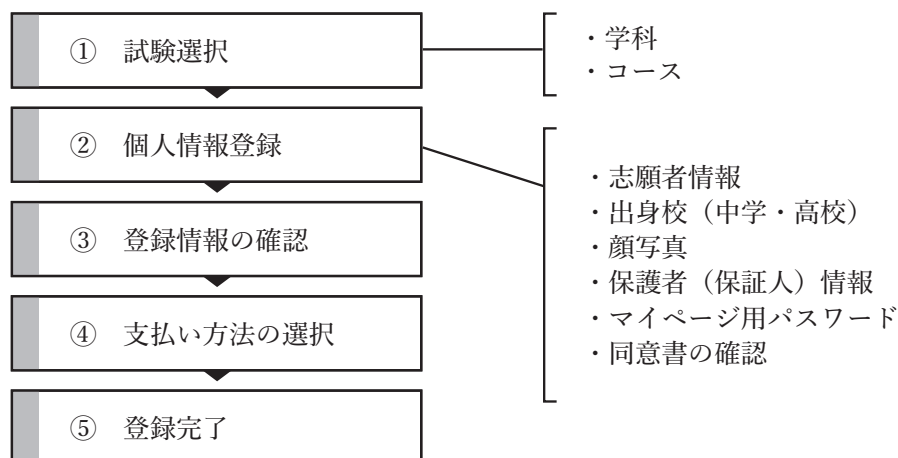 ① 試験選択
・学科
・コース
② 個人情報登録
・志願者情報
・出身校（中学・高校）
・顔写真
・保護者（保証人）情報
・マイページ用パスワード
・同意書の確認
③ 登録情報の確認
④ 支払い方法の選択
⑤ 登録完了